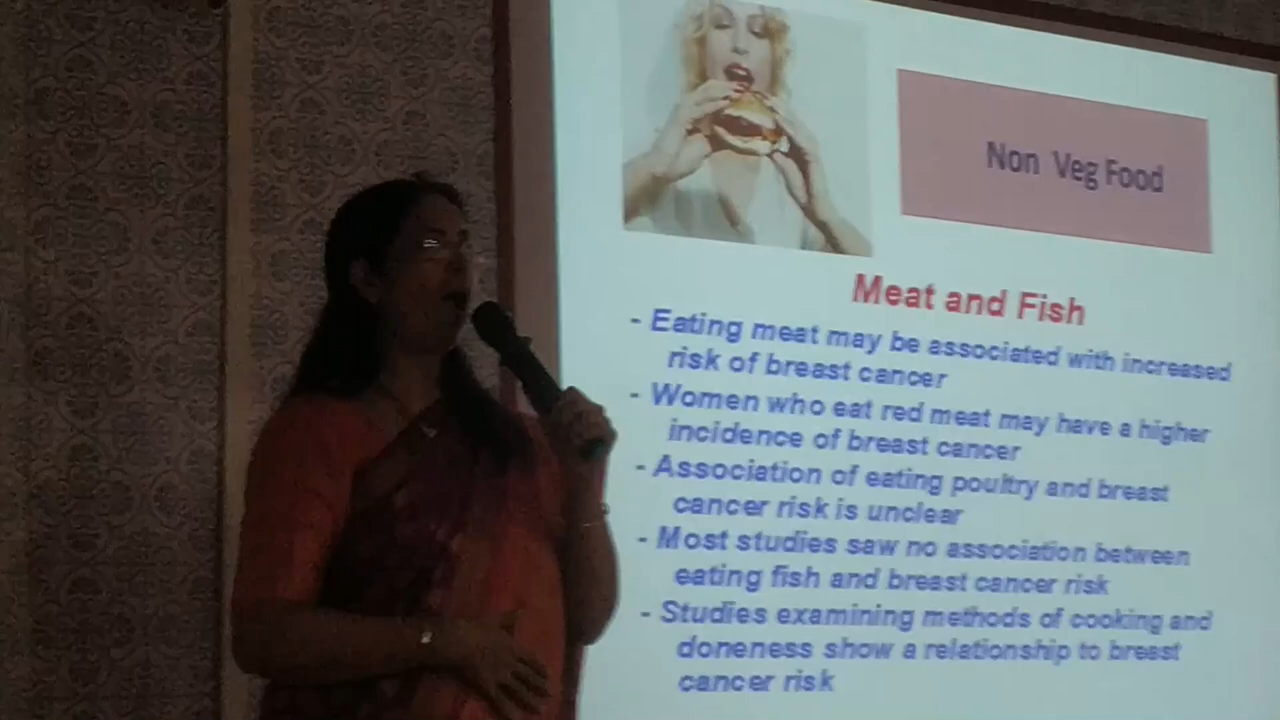 Non Veg Food
Meat and Fish
- Eating meat may be associated with increased
risk of breast cancer
- Women who eat red meat may have a higher
incidence of breast cancer
- Association of eating poultry and breast
cancer risk is unclear
- Most studies saw no association between
eating fish and breast cancer risk
- Studies examining methods of cooking and
doneness show a relationship to breast
cancer risk